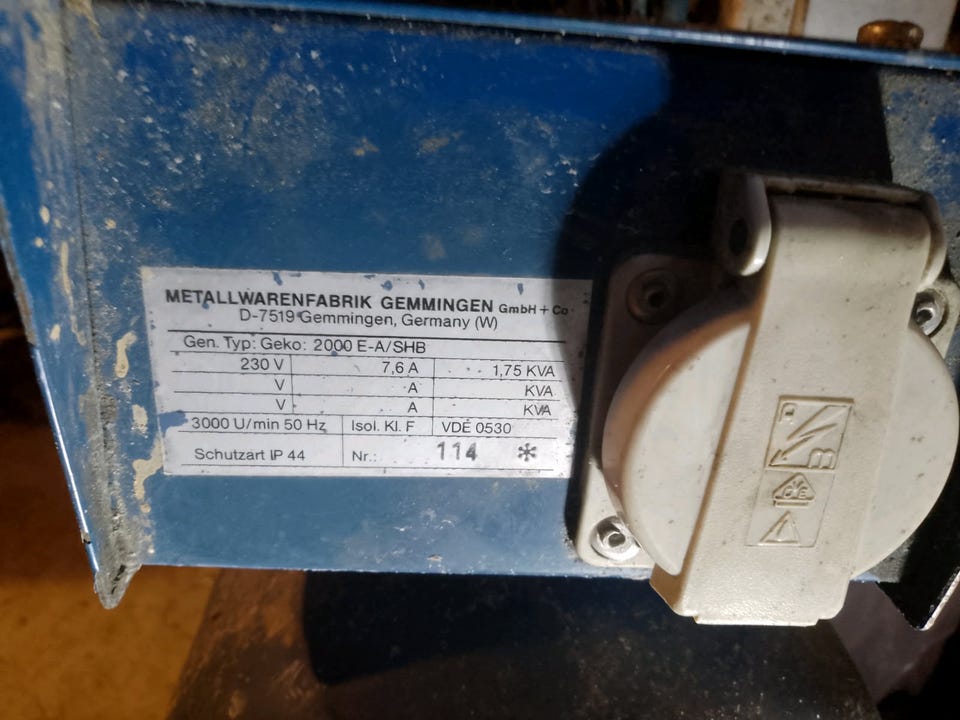 METALLWARENFABRIK GEMMINGEN GmbH + Co
D-7519 Gemmingen, Germany (W)
Gen. Typ: Geko: 2000 E-A/SHB
230 V 7,6 A 1,75 KVA
V A KVA
V A KVA
3000 U/min 50 Hz Isol. Kl. F VDE 0530
Schutzart IP 44 Nr.: 114 *